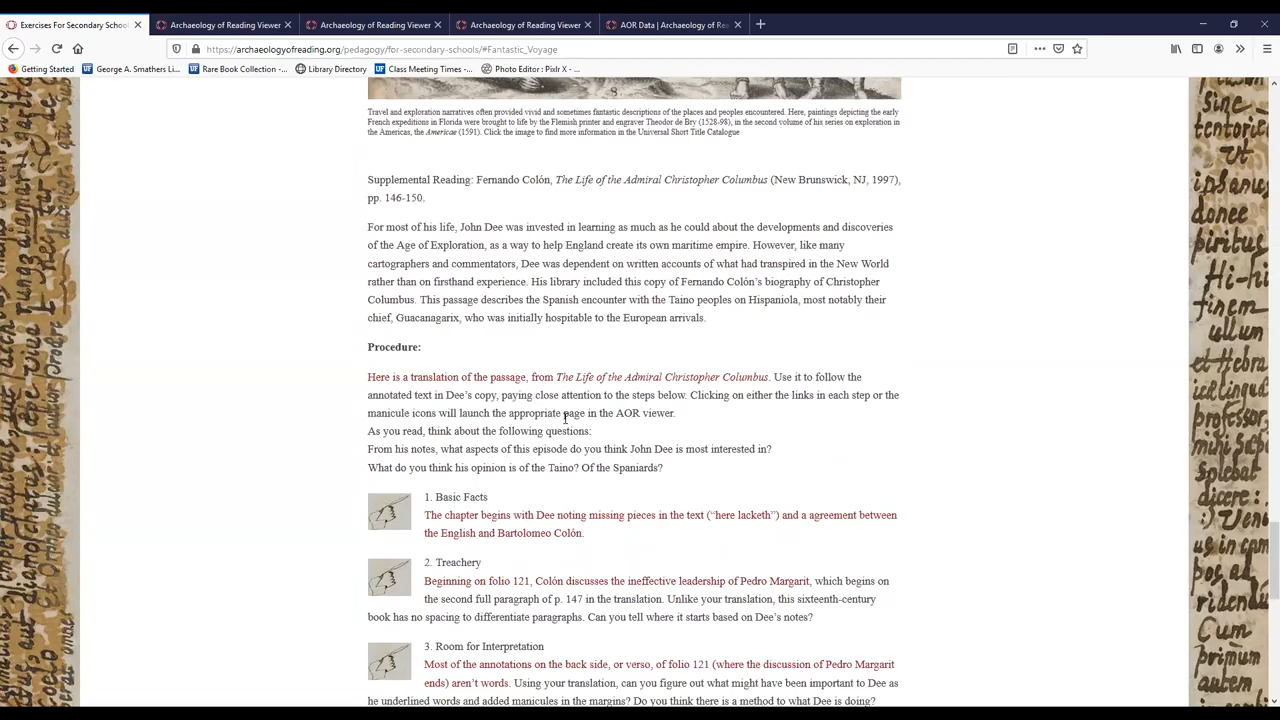 Exercises For Secondary School
Archaeology of Reading Viewer
Archaeology of Reading Viewer
Archaeology of Reading Viewer
AOR Data | Archaeology of Rea
https://archaeologyofreading.org/pedagogy/for-secondary-schools/#Fantastic_Voyage
Getting Started
George A. Smathers Li...
Rare Book Collection -...
Library Directory
Class Meeting Times -...
Photo Editor : Pixlr X - ...
Travel and exploration narratives often provided vivid and sometimes fantastic descriptions of the places and peoples encountered. Here, paintings depicting the early
French expeditions in Florida were brought to life by the Flemish printer and engraver Theodor de Bry (1528-98), in the second volume of his series on exploration in
the Americas, the Americae (1591). Click the image to find more information in the Universal Short Title Catalogue
Supplemental Reading: Fernando Colón, The Life of the Admiral Christopher Columbus (New Brunswick, NJ, 1997),
pp. 146-150.
For most of his life, John Dee was invested in learning as much as he could about the developments and discoveries
of the Age of Exploration, as a way to help England create its own maritime empire. However, like many
cartographers and commentators, Dee was dependent on written accounts of what had transpired in the New World
rather than on firsthand experience. His library included this copy of Fernando Colón's biography of Christopher
Columbus. This passage describes the Spanish encounter with the Taino peoples on Hispaniola, most notably their
chief, Guacanagarix, who was initially hospitable to the European arrivals.
Procedure:
Here is a translation of the passage, from The Life of the Admiral Christopher Columbus. Use it to follow the
annotated text in Dee's copy, paying close attention to the steps below. Clicking on either the links in each step or the
manicule icons will launch the appropriate page in the AOR viewer.
As you read, think about the following questions:
From his notes, what aspects of this episode do you think John Dee is most interested in?
What do you think his opinion is of the Taino? Of the Spaniards?
1. Basic Facts
The chapter begins with Dee noting missing pieces in the text ("here lacketh") and a agreement between
the English and Bartolomeo Colón.
2. Treachery
Beginning on folio 121, Colón discusses the ineffective leadership of Pedro Margarit, which begins on
the second full paragraph of p. 147 in the translation. Unlike your translation, this sixteenth-century
book has no spacing to differentiate paragraphs. Can you tell where it starts based on Dee's notes?
3. Room for Interpretation
Most of the annotations on the back side, or verso, of folio 121 (where the discussion of Pedro Margarit
ends) aren't words. Using your translation, can you figure out what might have been important to Dee as
he underlined words and added manicules in the margins? Do you think there is a method to what Dee is doing?